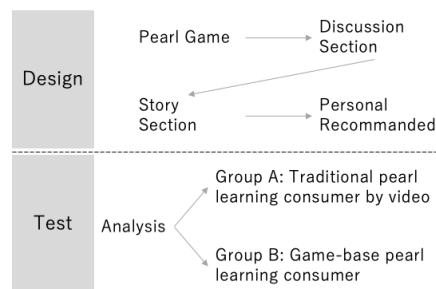 Design
Pearl Game
Discussion
Section
Story
Section
Personal
Recommanded
Test
Analysis
Group A: Traditional pearl
learning consumer by video
Group B: Game-base pearl
learning consumer